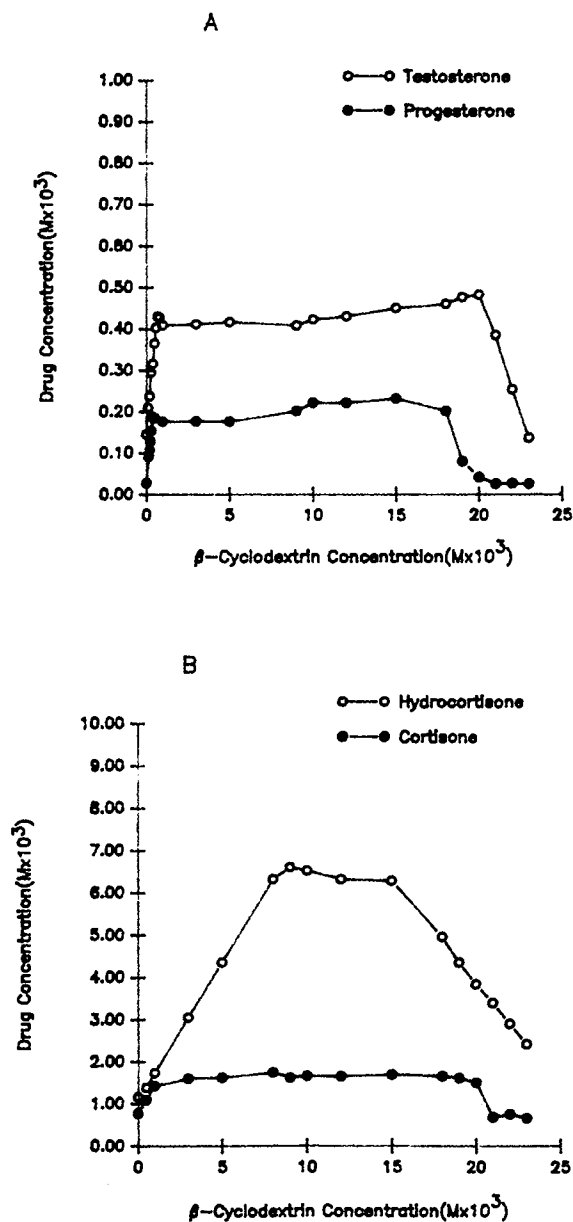 A
Testosterone
Progesterone
1.00
0.90
0.80
0.70
0.60
0.50
0.40
0.30
0.20
0.10
0.00
Drug Concentration(Mx10³)
0 5 10 15 20 25
β-Cyclodextrin Concentration(Mx10³)
B
Hydrocortisone
Cortisone
10.00
9.00
8.00
7.00
6.00
5.00
4.00
3.00
2.00
1.00
0.00
Drug Concentration(Mx10³)
0 5 10 15 20 25
β-Cyclodextrin Concentration(Mx10³)